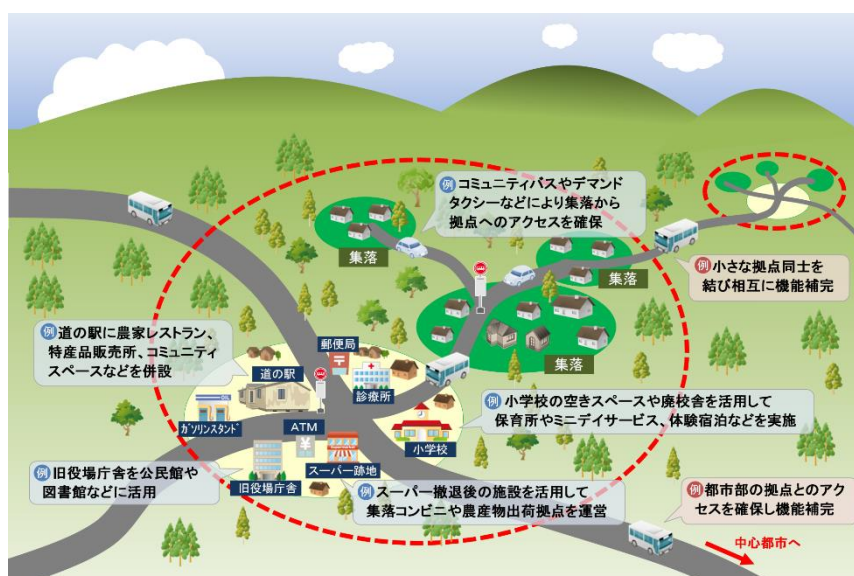 例 コミュニティバスやデマンド
タクシーなどにより集落から
拠点へのアクセスを確保
集落
集落
例 小さな拠点同士を
結び相互に機能補完
集落
例 道の駅に農家レストラン、
特産品販売所、コミュニティ
スペースなどを併設
郵便局
〒
道の駅
診療所
OIL
ガソリンスタンド
ATM
¥
小学校
例 小学校の空きスペースや廃校舎を活用して
保育所やミニデイサービス、体験宿泊などを実施
スーパー跡地
旧役場庁舎
例 旧役場庁舎を公民館や
図書館などに活用
例 スーパー撤退後の施設を活用して
集落コンビニや農産物出荷拠点を運営
例 都市部の拠点とのアク
セスを確保し機能補完
中心都市へ